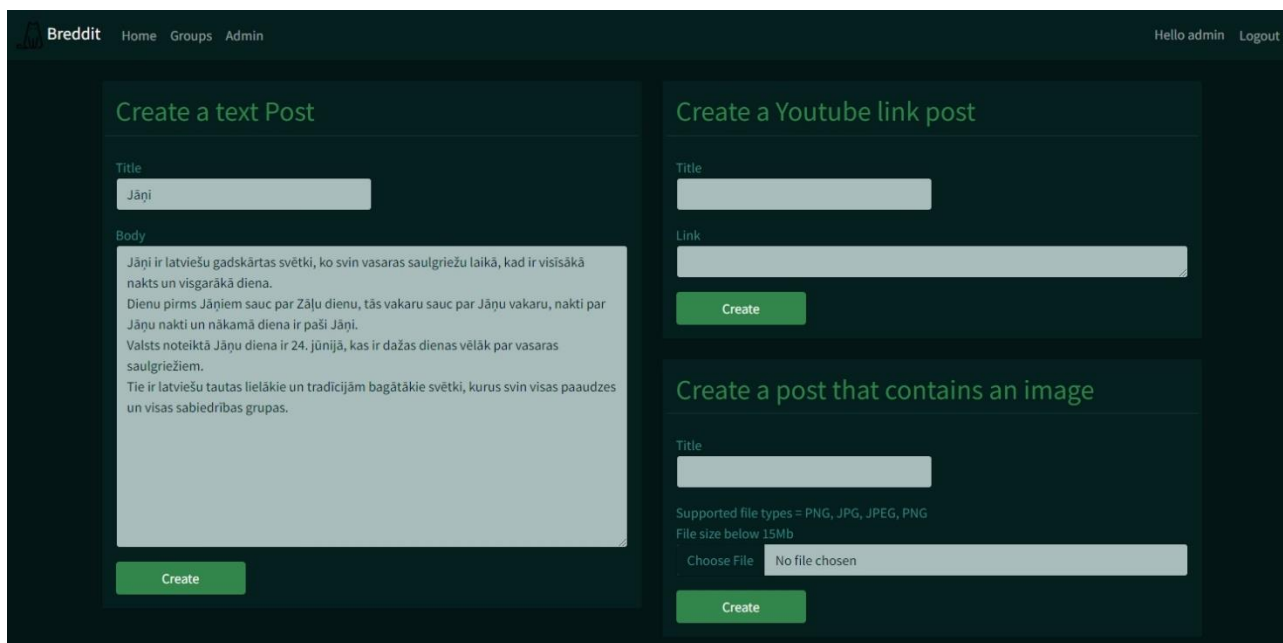 Breddit Home Groups Admin Hello admin Logout
Create a text Post
Title
Jāņi
Body
Jāņi ir latviešu gadskārtas svētki, ko svin vasaras saulgriežu laikā, kad ir visīsākā
nakts un visgarākā diena.
Dienu pirms Jāņiem sauc par Zāļu dienu, tās vakaru sauc par Jāņu vakaru, nakti par
Jāņu nakti un nākamā diena ir paši Jāņi.
Valsts noteiktā Jāņu diena ir 24. jūnijā, kas ir dažas dienas vēlāk par vasaras
saulgriežiem.
Tie ir latviešu tautas lielākie un tradīcijām bagātākie svētki, kurus svin visas paaudzes
un visas sabiedrības grupas.
Create
Create a Youtube link post
Title
Link
Create
Create a post that contains an image
Title
Supported file types = PNG, JPG, JPEG, PNG
File size below 15Mb
Choose File No file chosen
Create